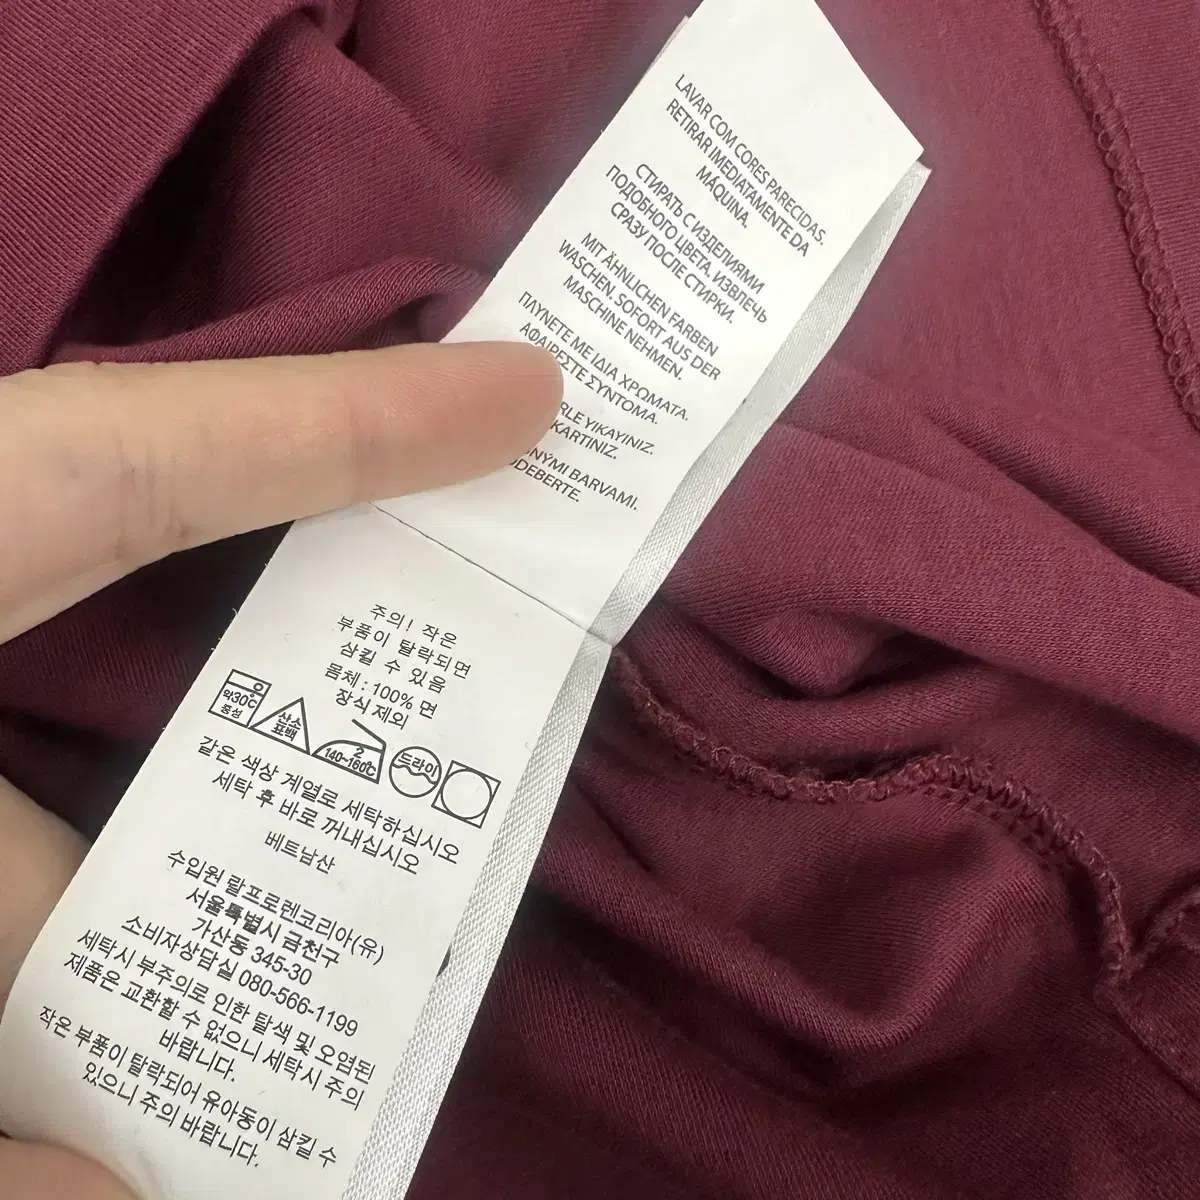 LAVAR COM CORES PARECIDAS.
RETIRAR IMEDIATAMENTE DA
MÁQUINA.
СТИРАТЬ С ИЗДЕЛИЯМИ
ПОДОБНОГО ЦВЕТА, ИЗВЛЕЧЬ
СРАЗУ ПОСЛЕ СТИРКИ.
MIT ÄHNLICHEN FARBEN
WASCHEN. SOFORT AUS DER
MASCHINE NEHMEN.
ΠΛΥΝΕΤΕ ΜΕ ΙΔΙΑ ΧΡΩΜΑΤΑ.
ΑΦΑΙΡΕΣΤΕ ΣΥΝΤΟΜΑ.
RLE YIKAYINIZ.
KARTINIZ.
NÝMI BARVAMI.
ODEBERTE.
주의! 작은
부품이 탈락되면
삼킬 수 있음
몸체 : 100% 면
장식 제외
약30℃
중성
산소
표백
2
140~160℃
드라이
같은 색상 계열로 세탁하십시오
세탁 후 바로 꺼내십시오
베트남산
수입원 랄프로렌코리아(유)
서울특별시 금천구
가산동 345-30
소비자상담실 080-566-1199
세탁시 부주의로 인한 탈색 및 오염된
제품은 교환할 수 없으니 세탁시 주의
바랍니다.
작은 부품이 탈락되어 유아동이 삼킬 수
있으니 주의 바랍니다.